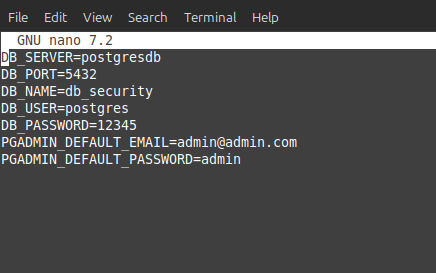 File Edit View Search Terminal Help
GNU nano 7.2
DB_SERVER=postgresdb
DB_PORT=5432
DB_NAME=db_security
DB_USER=postgres
DB_PASSWORD=12345
PGADMIN_DEFAULT_EMAIL=admin@admin.com
PGADMIN_DEFAULT_PASSWORD=admin